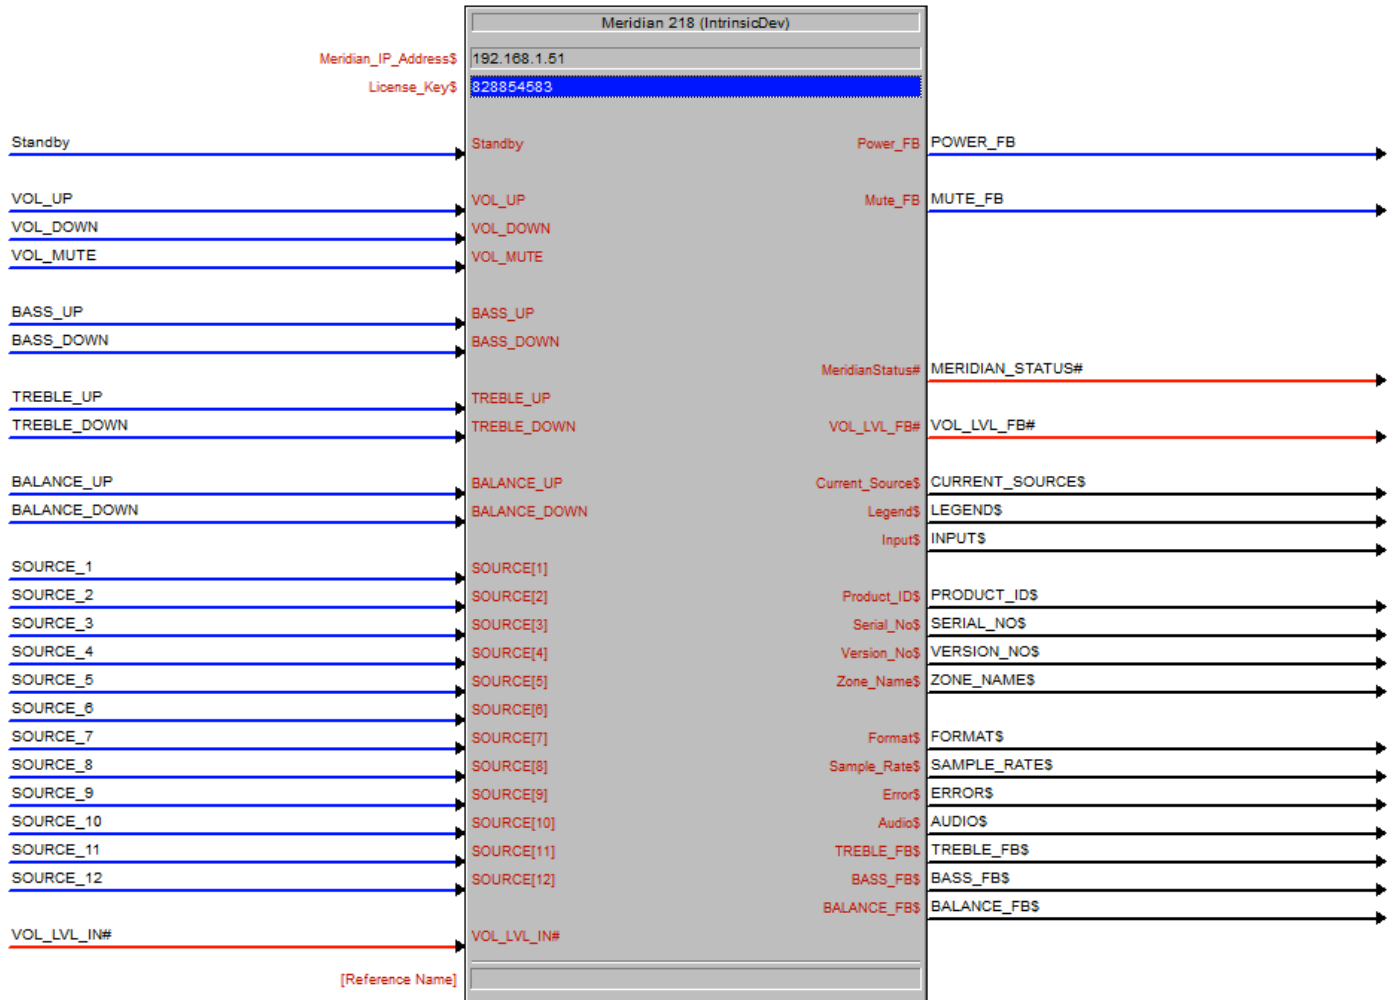 Meridian 218 (IntrinsicDev)
Meridian_IP_Address$ 192.168.1.51
License_Key$ 828854583
Standby Standby Power_FB POWER_FB
VOL_UP VOL_UP Mute_FB MUTE_FB
VOL_DOWN VOL_DOWN
VOL_MUTE VOL_MUTE
BASS_UP BASS_UP
BASS_DOWN BASS_DOWN
MeridianStatus# MERIDIAN_STATUS#
TREBLE_UP TREBLE_UP
TREBLE_DOWN TREBLE_DOWN VOL_LVL_FB# VOL_LVL_FB#
BALANCE_UP BALANCE_UP Current_Source$ CURRENT_SOURCE$
BALANCE_DOWN BALANCE_DOWN Legend$ LEGEND$
Input$ INPUT$
SOURCE_1 SOURCE[1]
SOURCE_2 SOURCE[2] Product_ID$ PRODUCT_ID$
SOURCE_3 SOURCE[3] Serial_No$ SERIAL_NO$
SOURCE_4 SOURCE[4] Version_No$ VERSION_NO$
SOURCE_5 SOURCE[5] Zone_Name$ ZONE_NAME$
SOURCE_6 SOURCE[6]
SOURCE_7 SOURCE[7] Format$ FORMAT$
SOURCE_8 SOURCE[8] Sample_Rate$ SAMPLE_RATE$
SOURCE_9 SOURCE[9] Error$ ERROR$
SOURCE_10 SOURCE[10] Audio$ AUDIO$
SOURCE_11 SOURCE[11] TREBLE_FB$ TREBLE_FB$
SOURCE_12 SOURCE[12] BASS_FB$ BASS_FB$
BALANCE_FB$ BALANCE_FB$
VOL_LVL_IN# VOL_LVL_IN#
[Reference Name]